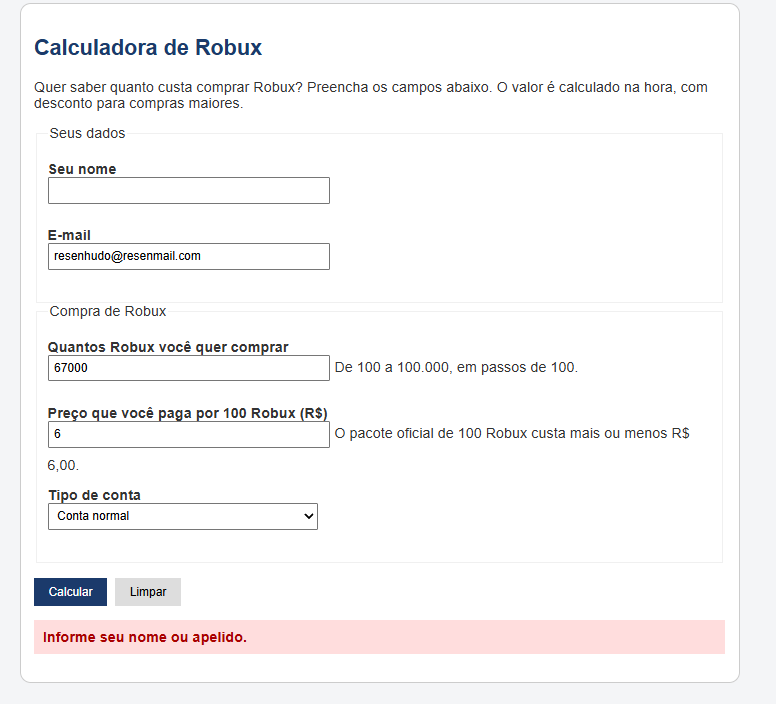 Calculadora de Robux
Quer saber quanto custa comprar Robux? Preencha os campos abaixo. O valor é calculado na hora, com
desconto para compras maiores.
Seus dados
Seu nome
E-mail
resenhudo@resenmail.com
Compra de Robux
Quantos Robux você quer comprar
67000 De 100 a 100.000, em passos de 100.
Preço que você paga por 100 Robux (R$)
6 O pacote oficial de 100 Robux custa mais ou menos R$
6,00.
Tipo de conta
Conta normal
Calcular Limpar
Informe seu nome ou apelido.